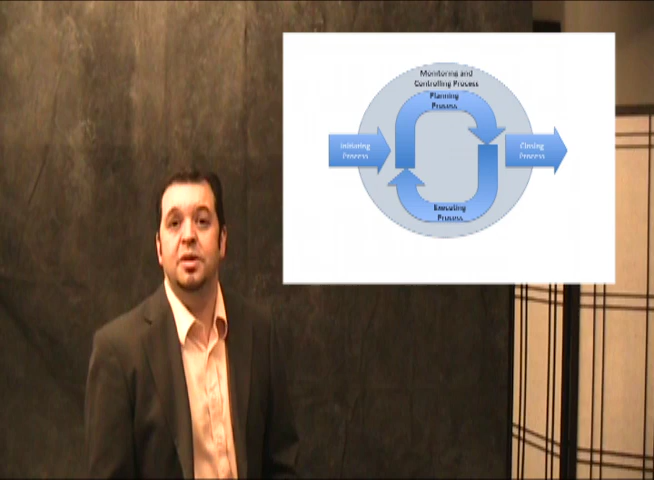 Monitoring and
Controlling Process
Planning
Process
Initiating
Process
Closing
Process
Executing
Process